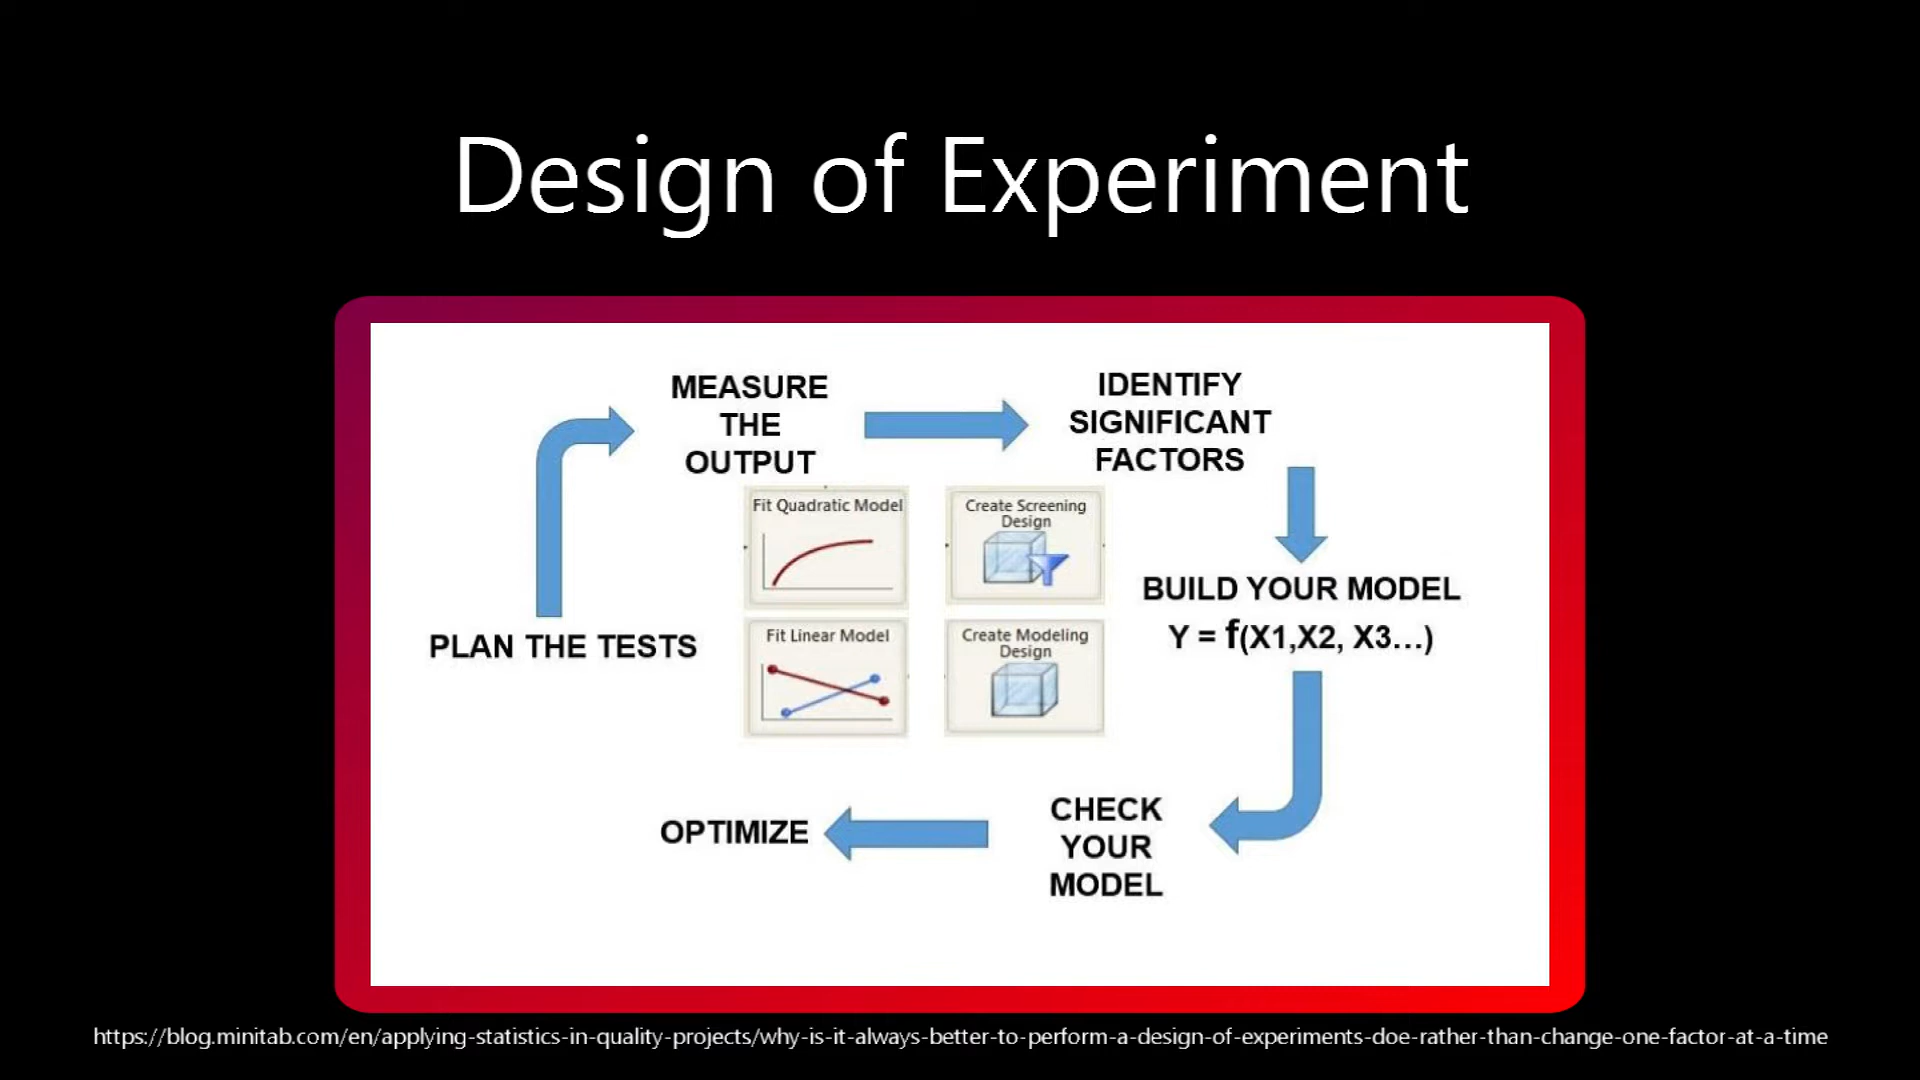 Design of Experiment
MEASURE
THE
OUTPUT
IDENTIFY
SIGNIFICANT
FACTORS
Fit Quadratic Model
Create Screening
Design
BUILD YOUR MODEL
Y = f(X1,X2, X3...)
PLAN THE TESTS
Fit Linear Model
Create Modeling
Design
OPTIMIZE
CHECK
YOUR
MODEL
https://blog.minitab.com/en/applying-statistics-in-quality-projects/why-is-it-always-better-to-perform-a-design-of-experiments-doe-rather-than-change-one-factor-at-a-time